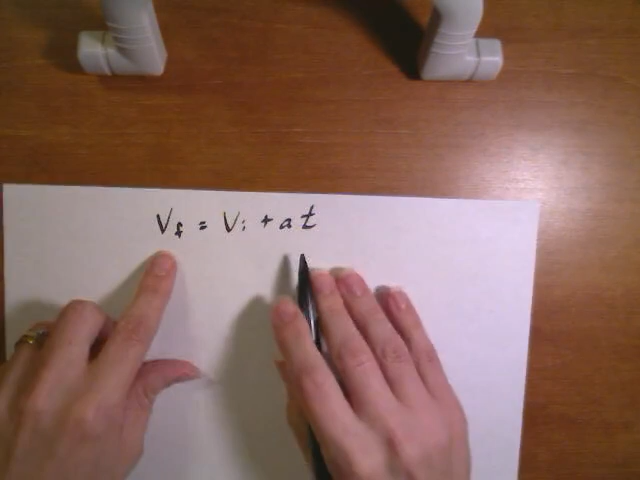 Vf = Vi + at